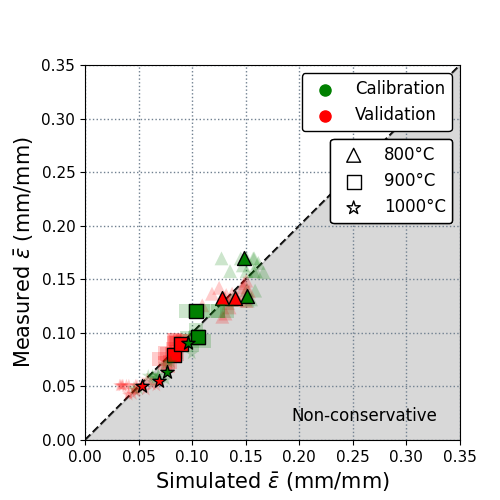 0.35
0.30
0.25
0.20
0.15
0.10
0.05
0.00
Measured ε̄ (mm/mm)
Calibration
Validation
800°C
900°C
1000°C
Non-conservative
0.00 0.05 0.10 0.15 0.20 0.25 0.30 0.35
Simulated ε̄ (mm/mm)